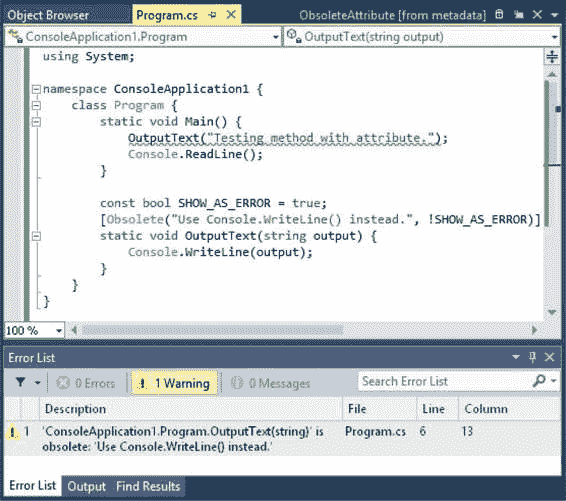 Object Browser
Program.cs
ObsoleteAttribute [from metadata]
ConsoleApplication1.Program
OutputText(string output)
using System;
namespace ConsoleApplication1 {
class Program {
static void Main() {
OutputText("Testing method with attribute.");
Console.ReadLine();
}
const bool SHOW_AS_ERROR = true;
[Obsolete("Use Console.WriteLine() instead.", !SHOW_AS_ERROR)]
static void OutputText(string output) {
Console.WriteLine(output);
}
}
}
100 %
Error List
0 Errors
1 Warning
0 Messages
Search Error List
Description
File
Line
Column
1
'ConsoleApplication1.Program.OutputText(string)' is
obsolete: 'Use Console.WriteLine() instead.'
Program.cs
6
13
Error List
Output
Find Results